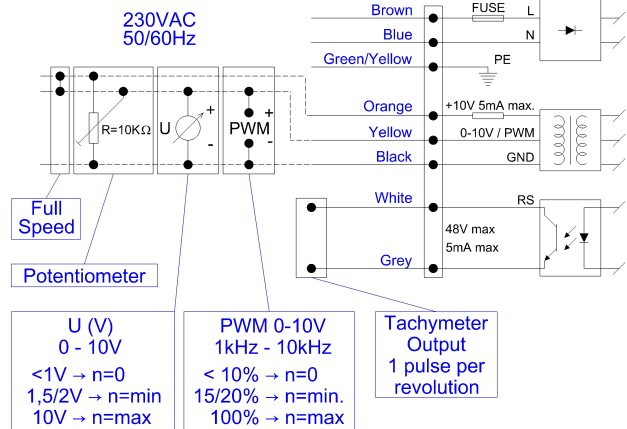 230VAC
50/60Hz
Brown
FUSE
L
Blue
N
Green/Yellow
PE
Orange
+10V 5mA max.
Yellow
0-10V / PWM
Black
GND
R=10KΩ
U
+
-
PWM
+
-
White
RS
48V max
5mA max
Grey
Full
Speed
Potentiometer
U (V)
0 - 10V
<1V → n=0
1,5/2V → n=min
10V → n=max
PWM 0-10V
1kHz - 10kHz
< 10% → n=0
15/20% → n=min.
100% → n=max
Tachymeter
Output
1 pulse per
revolution